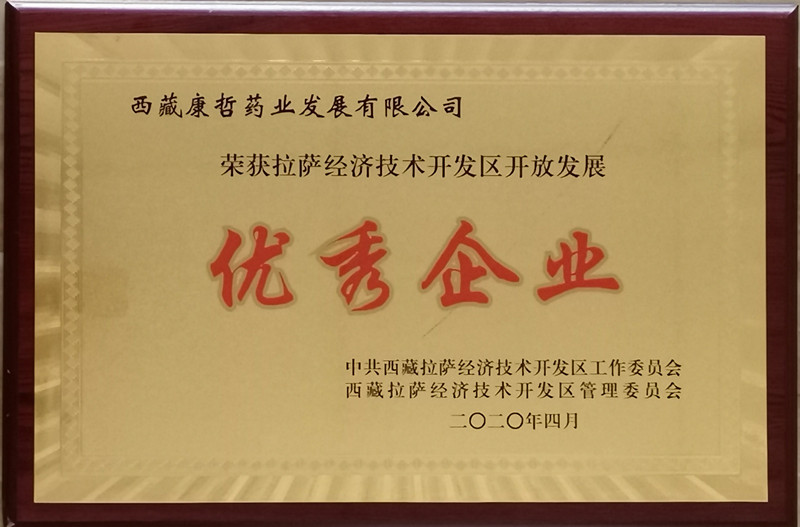 西藏康哲药业发展有限公司
荣获拉萨经济技术开发区开放发展
优秀企业
中共西藏拉萨经济技术开发区工作委员会
西藏拉萨经济技术开发区管理委员会
二〇二〇年四月